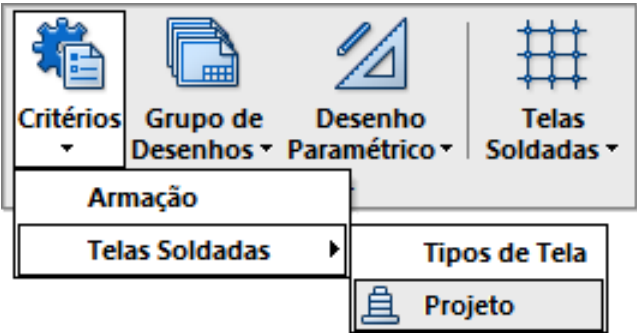 Critérios
Grupo de
Desenhos
Desenho
Paramétrico
Telas
Soldadas
Armação
Telas Soldadas
Tipos de Tela
Projeto